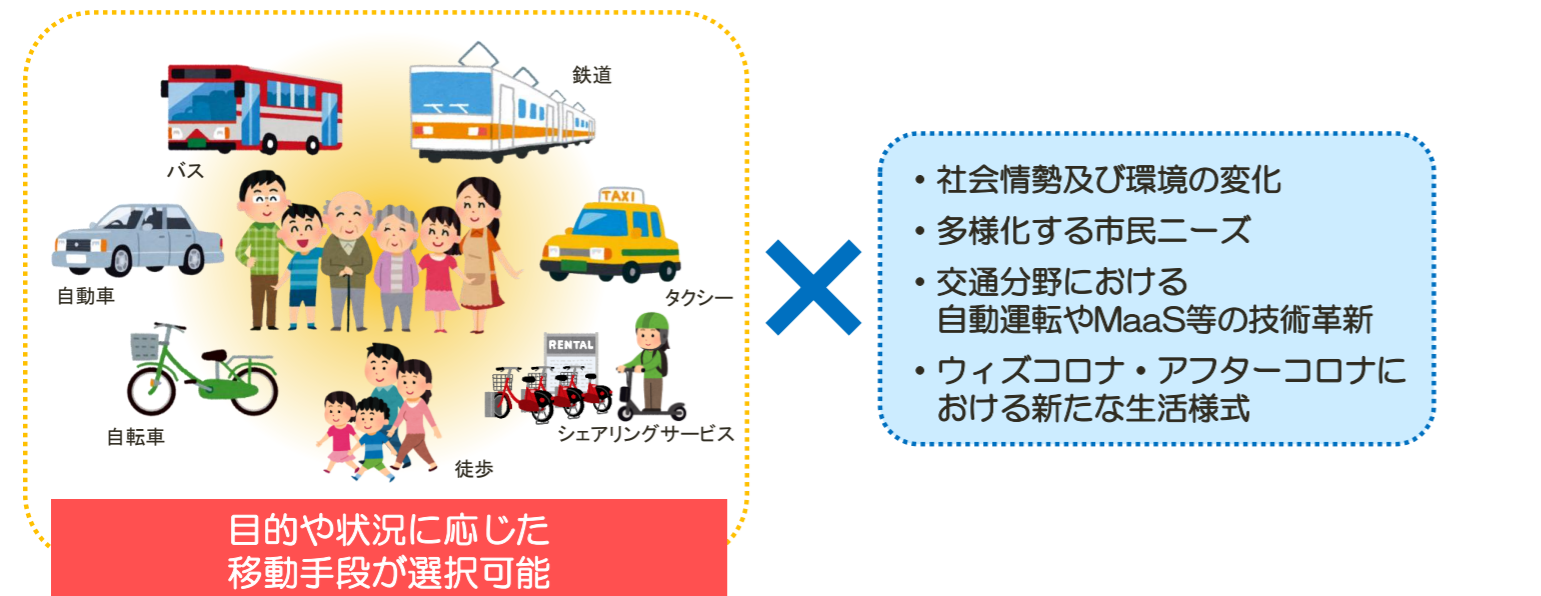 鉄道
バス
TAXI
自動車
タクシー
RENTAL
自転車
シェアリングサービス
徒歩
目的や状況に応じた
移動手段が選択可能
・社会情勢及び環境の変化
・多様化する市民ニーズ
・交通分野における
自動運転やMaaS等の技術革新
・ウィズコロナ・アフターコロナに
おける新たな生活様式